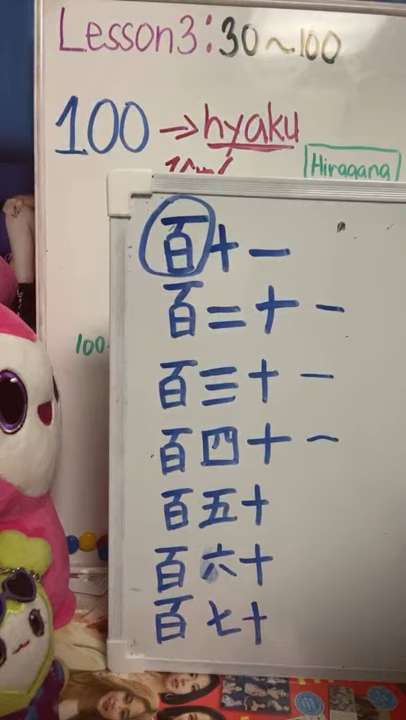 Lesson3:30~100
100→hyaku
Hiragana
百十一
百二十一
百三十一
百四十一
百五十
100
百六十
百七十